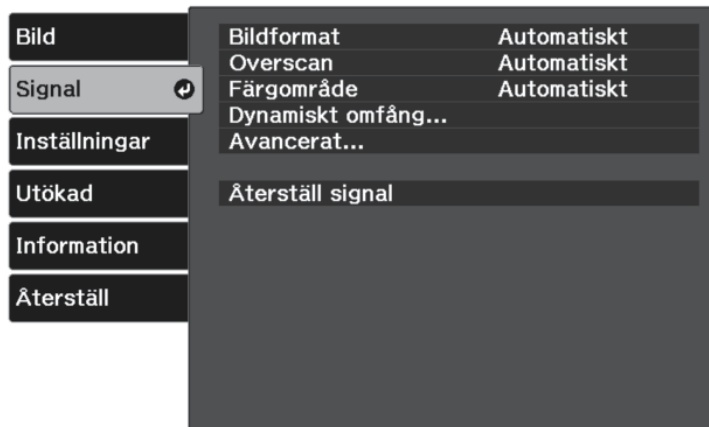 Bild
Signal
Inställningar
Utökad
Information
Återställ
Bildformat Automatiskt
Overscan Automatiskt
Färgområde Automatiskt
Dynamiskt omfång...
Avancerat...
Återställ signal